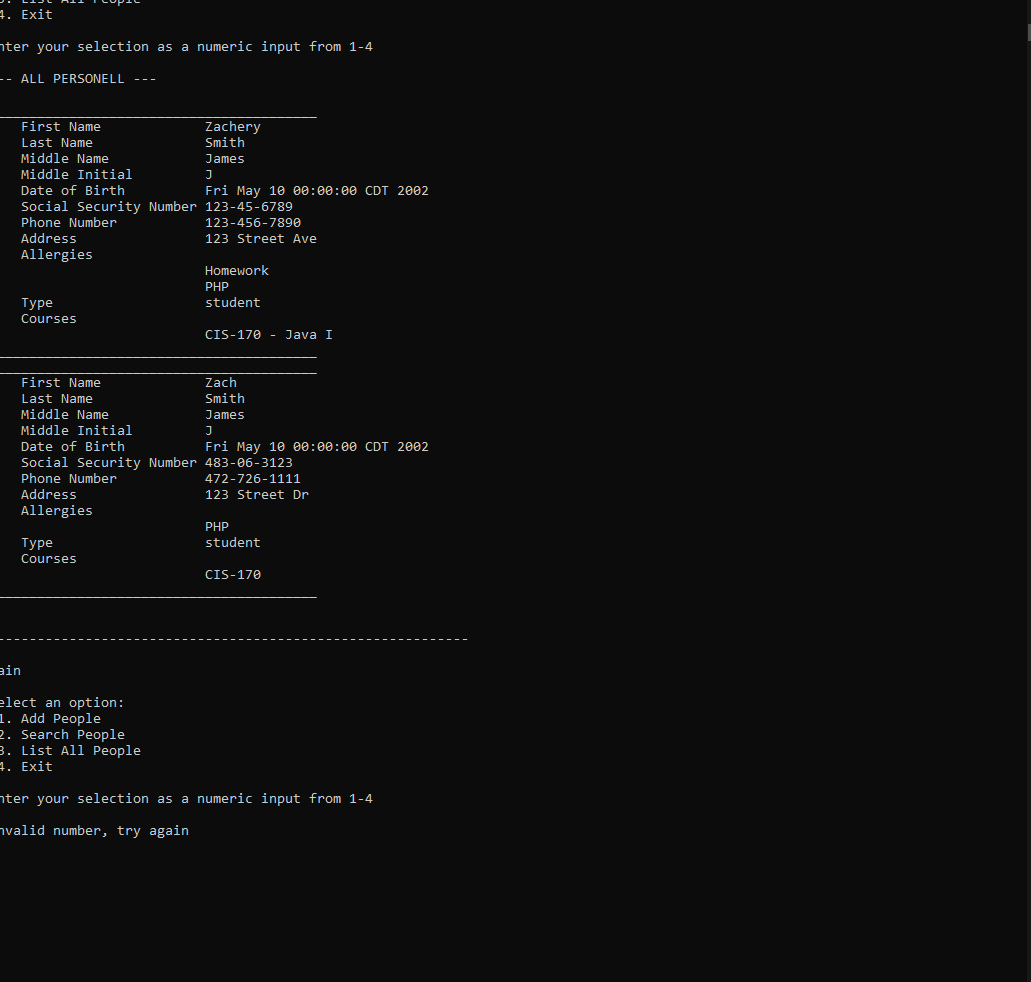 3. List All People
4. Exit
nter your selection as a numeric input from 1-4
-- ALL PERSONELL ---
________________________________________
First Name Zachery
Last Name Smith
Middle Name James
Middle Initial J
Date of Birth Fri May 10 00:00:00 CDT 2002
Social Security Number 123-45-6789
Phone Number 123-456-7890
Address 123 Street Ave
Allergies
Homework
PHP
Type student
Courses
CIS-170 - Java I
________________________________________
________________________________________
First Name Zach
Last Name Smith
Middle Name James
Middle Initial J
Date of Birth Fri May 10 00:00:00 CDT 2002
Social Security Number 483-06-3123
Phone Number 472-726-1111
Address 123 Street Dr
Allergies
PHP
Type student
Courses
CIS-170
________________________________________
-----------------------------------------------------------
ain
elect an option:
1. Add People
2. Search People
3. List All People
4. Exit
nter your selection as a numeric input from 1-4
nvalid number, try again